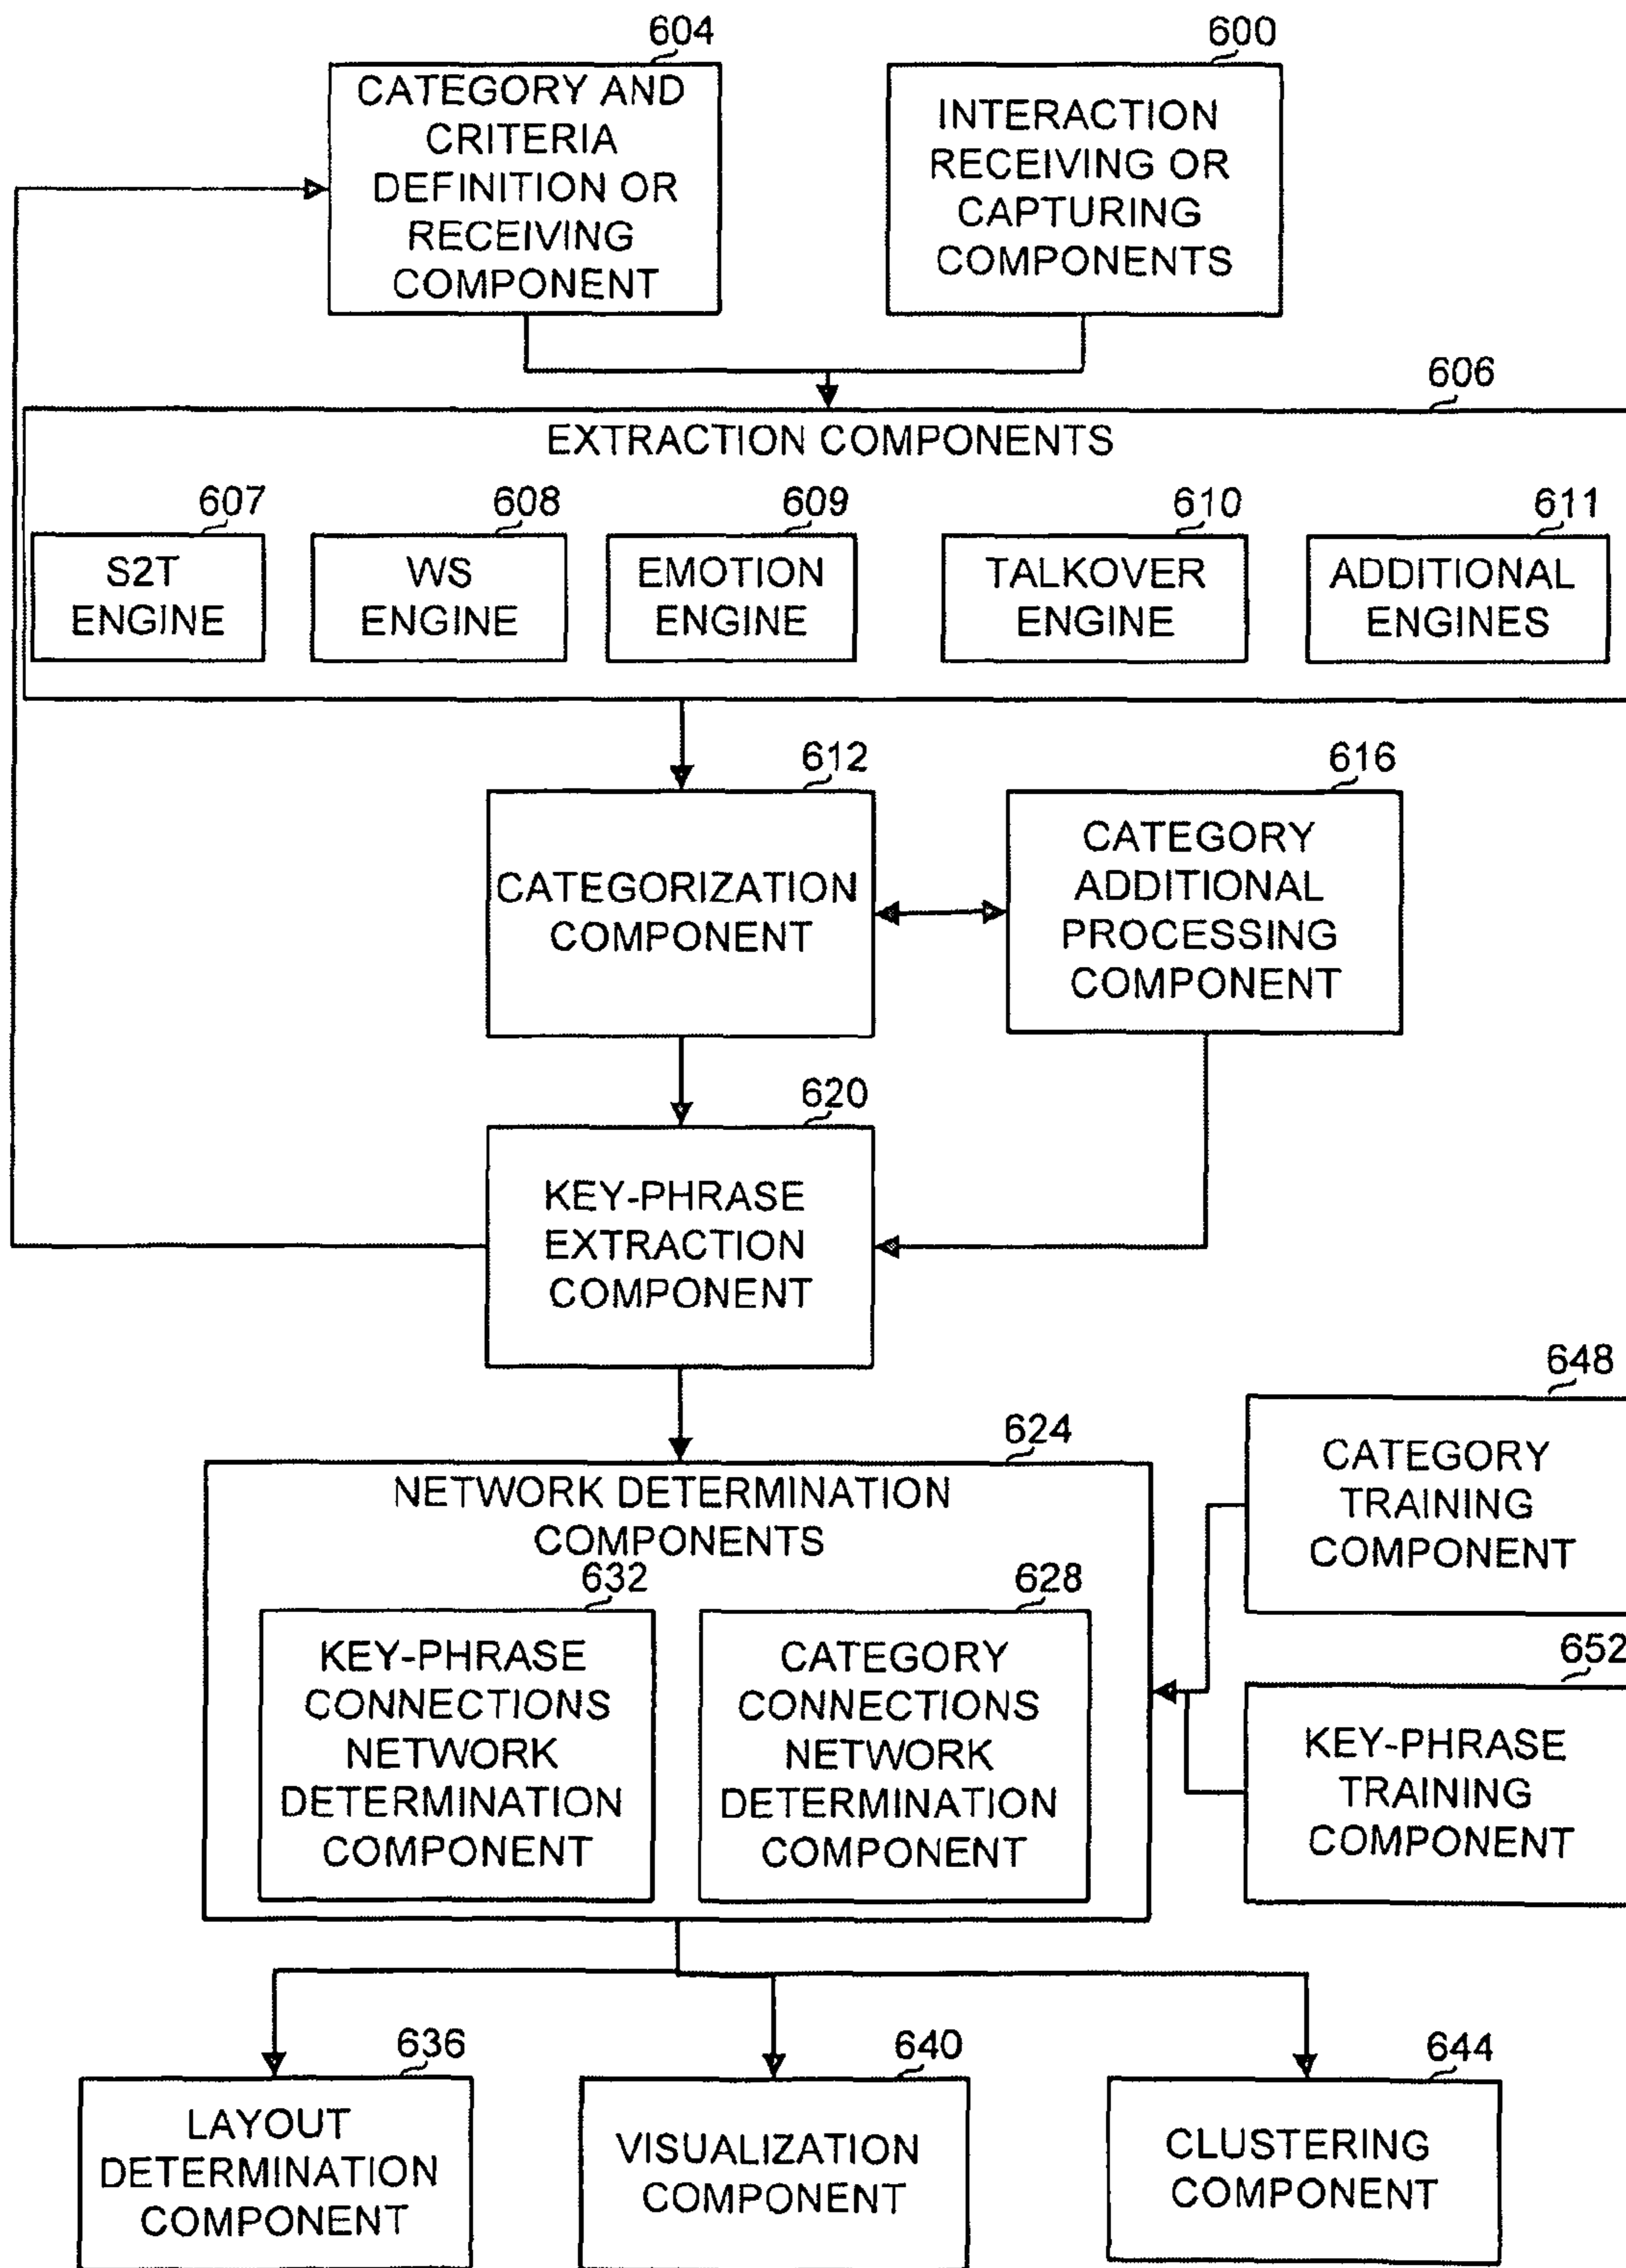 604
CATEGORY AND
CRITERIA
DEFINITION OR
RECEIVING
COMPONENT
600
INTERACTION
RECEIVING OR
CAPTURING
COMPONENTS
606
EXTRACTION COMPONENTS
607
S2T
ENGINE
608
WS
ENGINE
609
EMOTION
ENGINE
610
TALKOVER
ENGINE
611
ADDITIONAL
ENGINES
612
CATEGORIZATION
COMPONENT
616
CATEGORY
ADDITIONAL
PROCESSING
COMPONENT
620
KEY-PHRASE
EXTRACTION
COMPONENT
624
NETWORK DETERMINATION
COMPONENTS
632
KEY-PHRASE
CONNECTIONS
NETWORK
DETERMINATION
COMPONENT
628
CATEGORY
CONNECTIONS
NETWORK
DETERMINATION
COMPONENT
648
CATEGORY
TRAINING
COMPONENT
652
KEY-PHRASE
TRAINING
COMPONENT
636
LAYOUT
DETERMINATION
COMPONENT
640
VISUALIZATION
COMPONENT
644
CLUSTERING
COMPONENT